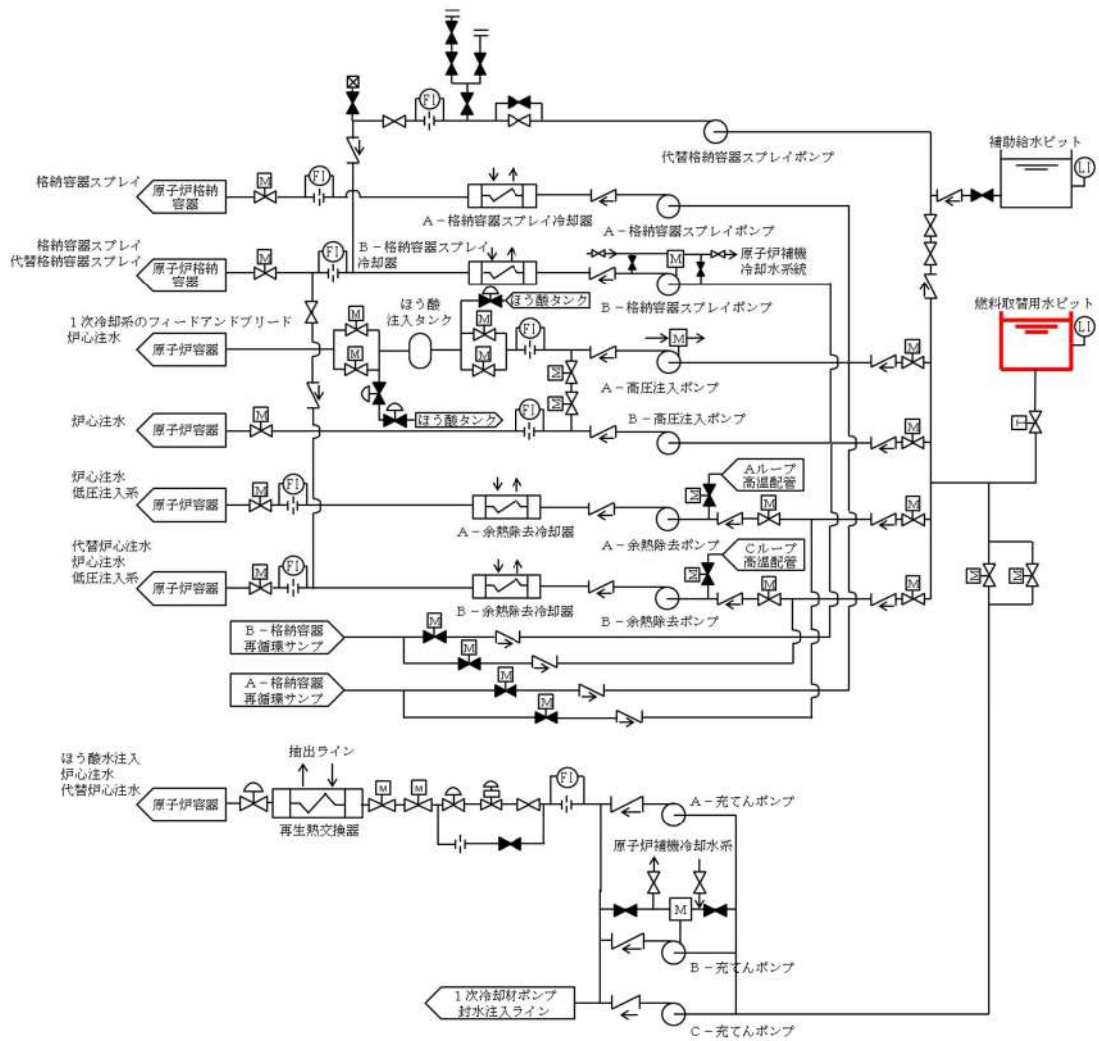 FI
代替格納容器スプレイポンプ
補助給水ピット
LI
格納容器スプレイ
原子炉格納
容器
M
FI
A－格納容器スプレイ冷却器
A－格納容器スプレイポンプ
格納容器スプレイ
代替格納容器スプレイ
原子炉格納
容器
M
FI
B－格納容器スプレイ
冷却器
M
原子炉補機
冷却水系統
B－格納容器スプレイポンプ
燃料取替用水ピット
LI
1次冷却系のフィードアンドブリード
炉心注水
原子炉容器
M
M
ほう酸
注入タンク
ほう酸タンク
M
M
FI
M
M
M
A－高圧注入ポンプ
M
ほう酸タンク
炉心注水
原子炉容器
M
FI
B－高圧注入ポンプ
M
炉心注水
低圧注入系
原子炉容器
M
FI
A－余熱除去冷却器
A－余熱除去ポンプ
Aループ
高温配管
M
M
M
代替炉心注水
炉心注水
低圧注入系
原子炉容器
M
FI
B－余熱除去冷却器
B－余熱除去ポンプ
Cループ
高温配管
M
M
M
M
M
B－格納容器
再循環サンプ
M
M
A－格納容器
再循環サンプ
M
M
ほう酸水注入
炉心注水
代替炉心注水
原子炉容器
抽出ライン
再生熱交換器
M
M
FI
A－充てんポンプ
原子炉補機冷却水系
M
B－充てんポンプ
1次冷却材ポンプ
封水注入ライン
C－充てんポンプ